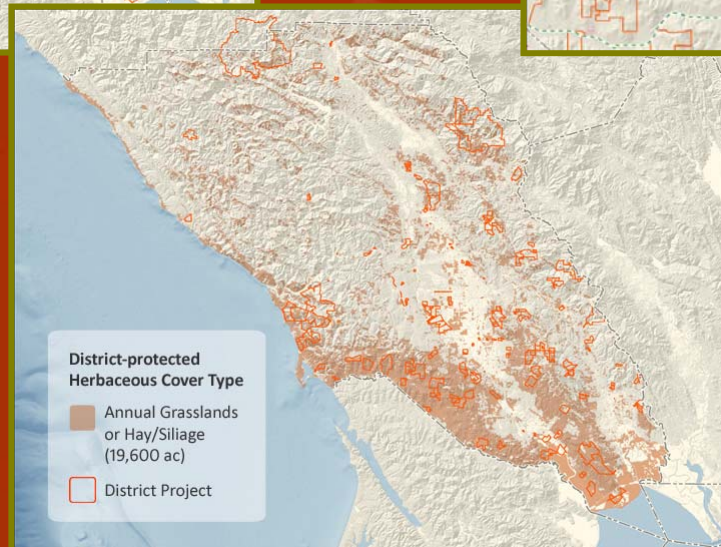 District-protected
Herbaceous Cover Type
Annual Grasslands
or Hay/Siliage
(19,600 ac)
District Project